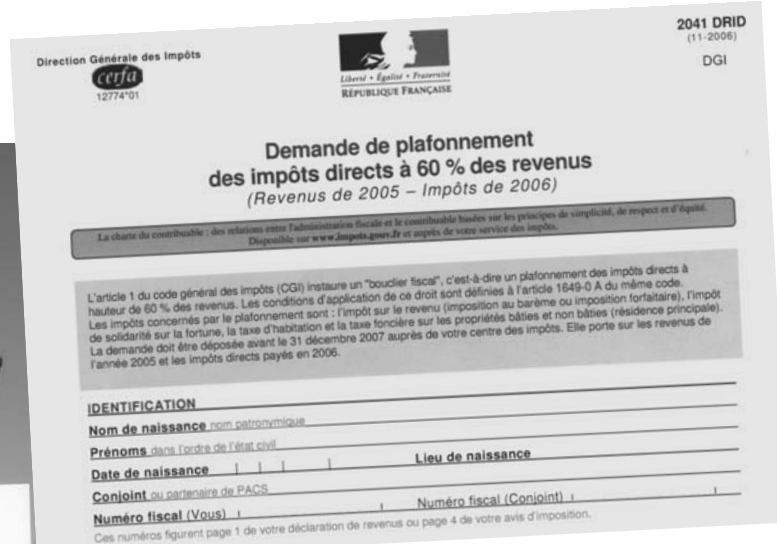 Direction Générale des Impôts
cerfa
12774*01
Liberté • Égalité • Fraternité
RÉPUBLIQUE FRANÇAISE
2041 DRID
(11-2006)
DGI
Demande de plafonnement
des impôts directs à 60 % des revenus
(Revenus de 2005 – Impôts de 2006)
La charte du contribuable : des relations entre l'administration fiscale et le contribuable basées sur les principes de simplicité, de respect et d'équité.
Disponible sur www.impots.gouv.fr et auprès de votre service des impôts.
L'article 1 du code général des impôts (CGI) instaure un "bouclier fiscal", c'est-à-dire un plafonnement des impôts directs à
hauteur de 60 % des revenus. Les conditions d'application de ce droit sont définies à l'article 1649-0 A du même code.
Les impôts concernés par le plafonnement sont : l'impôt sur le revenu (imposition au barème ou imposition forfaitaire), l'impôt
de solidarité sur la fortune, la taxe d'habitation et la taxe foncière sur les propriétés bâties et non bâties (résidence principale).
La demande doit être déposée avant le 31 décembre 2007 auprès de votre centre des impôts. Elle porte sur les revenus de
l'année 2005 et les impôts directs payés en 2006.
IDENTIFICATION
Nom de naissance nom patronymique
Prénoms dans l'ordre de l'état civil
Date de naissance Lieu de naissance
Conjoint ou partenaire de PACS
Numéro fiscal (Vous) Numéro fiscal (Conjoint)
Ces numéros figurent page 1 de votre déclaration de revenus ou page 4 de votre avis d'imposition.